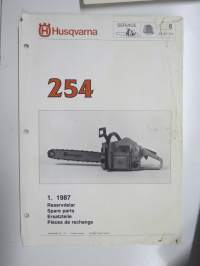 Husqvarna
SERVICE
254
1. 1987
Reservdelar
Spare parts
Ersatzteile
Pièces de rechange